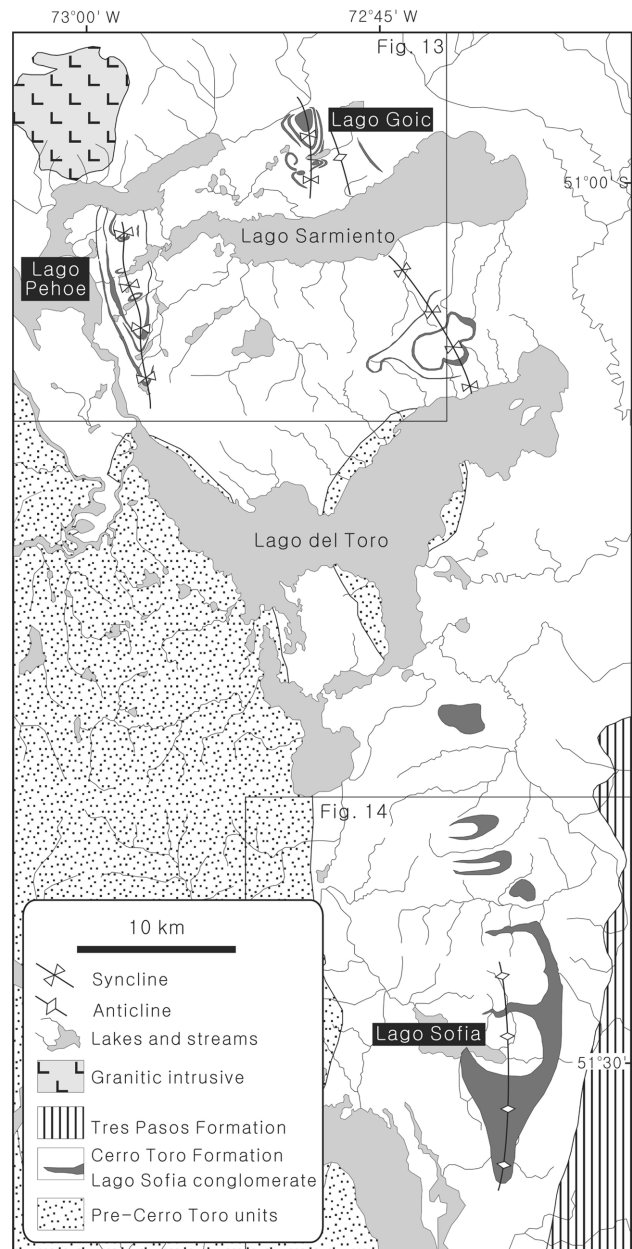 73°00' W
72°45' W
Fig. 13
Lago Goic
51°00' S
Lago Sarmiento
Lago
Pehoe
Lago del Toro
Fig. 14
10 km
Syncline
Anticline
Lakes and streams
Granitic intrusive
Tres Pasos Formation
Cerro Toro Formation
Lago Sofia conglomerate
Pre-Cerro Toro units
Lago Sofia
51°30'